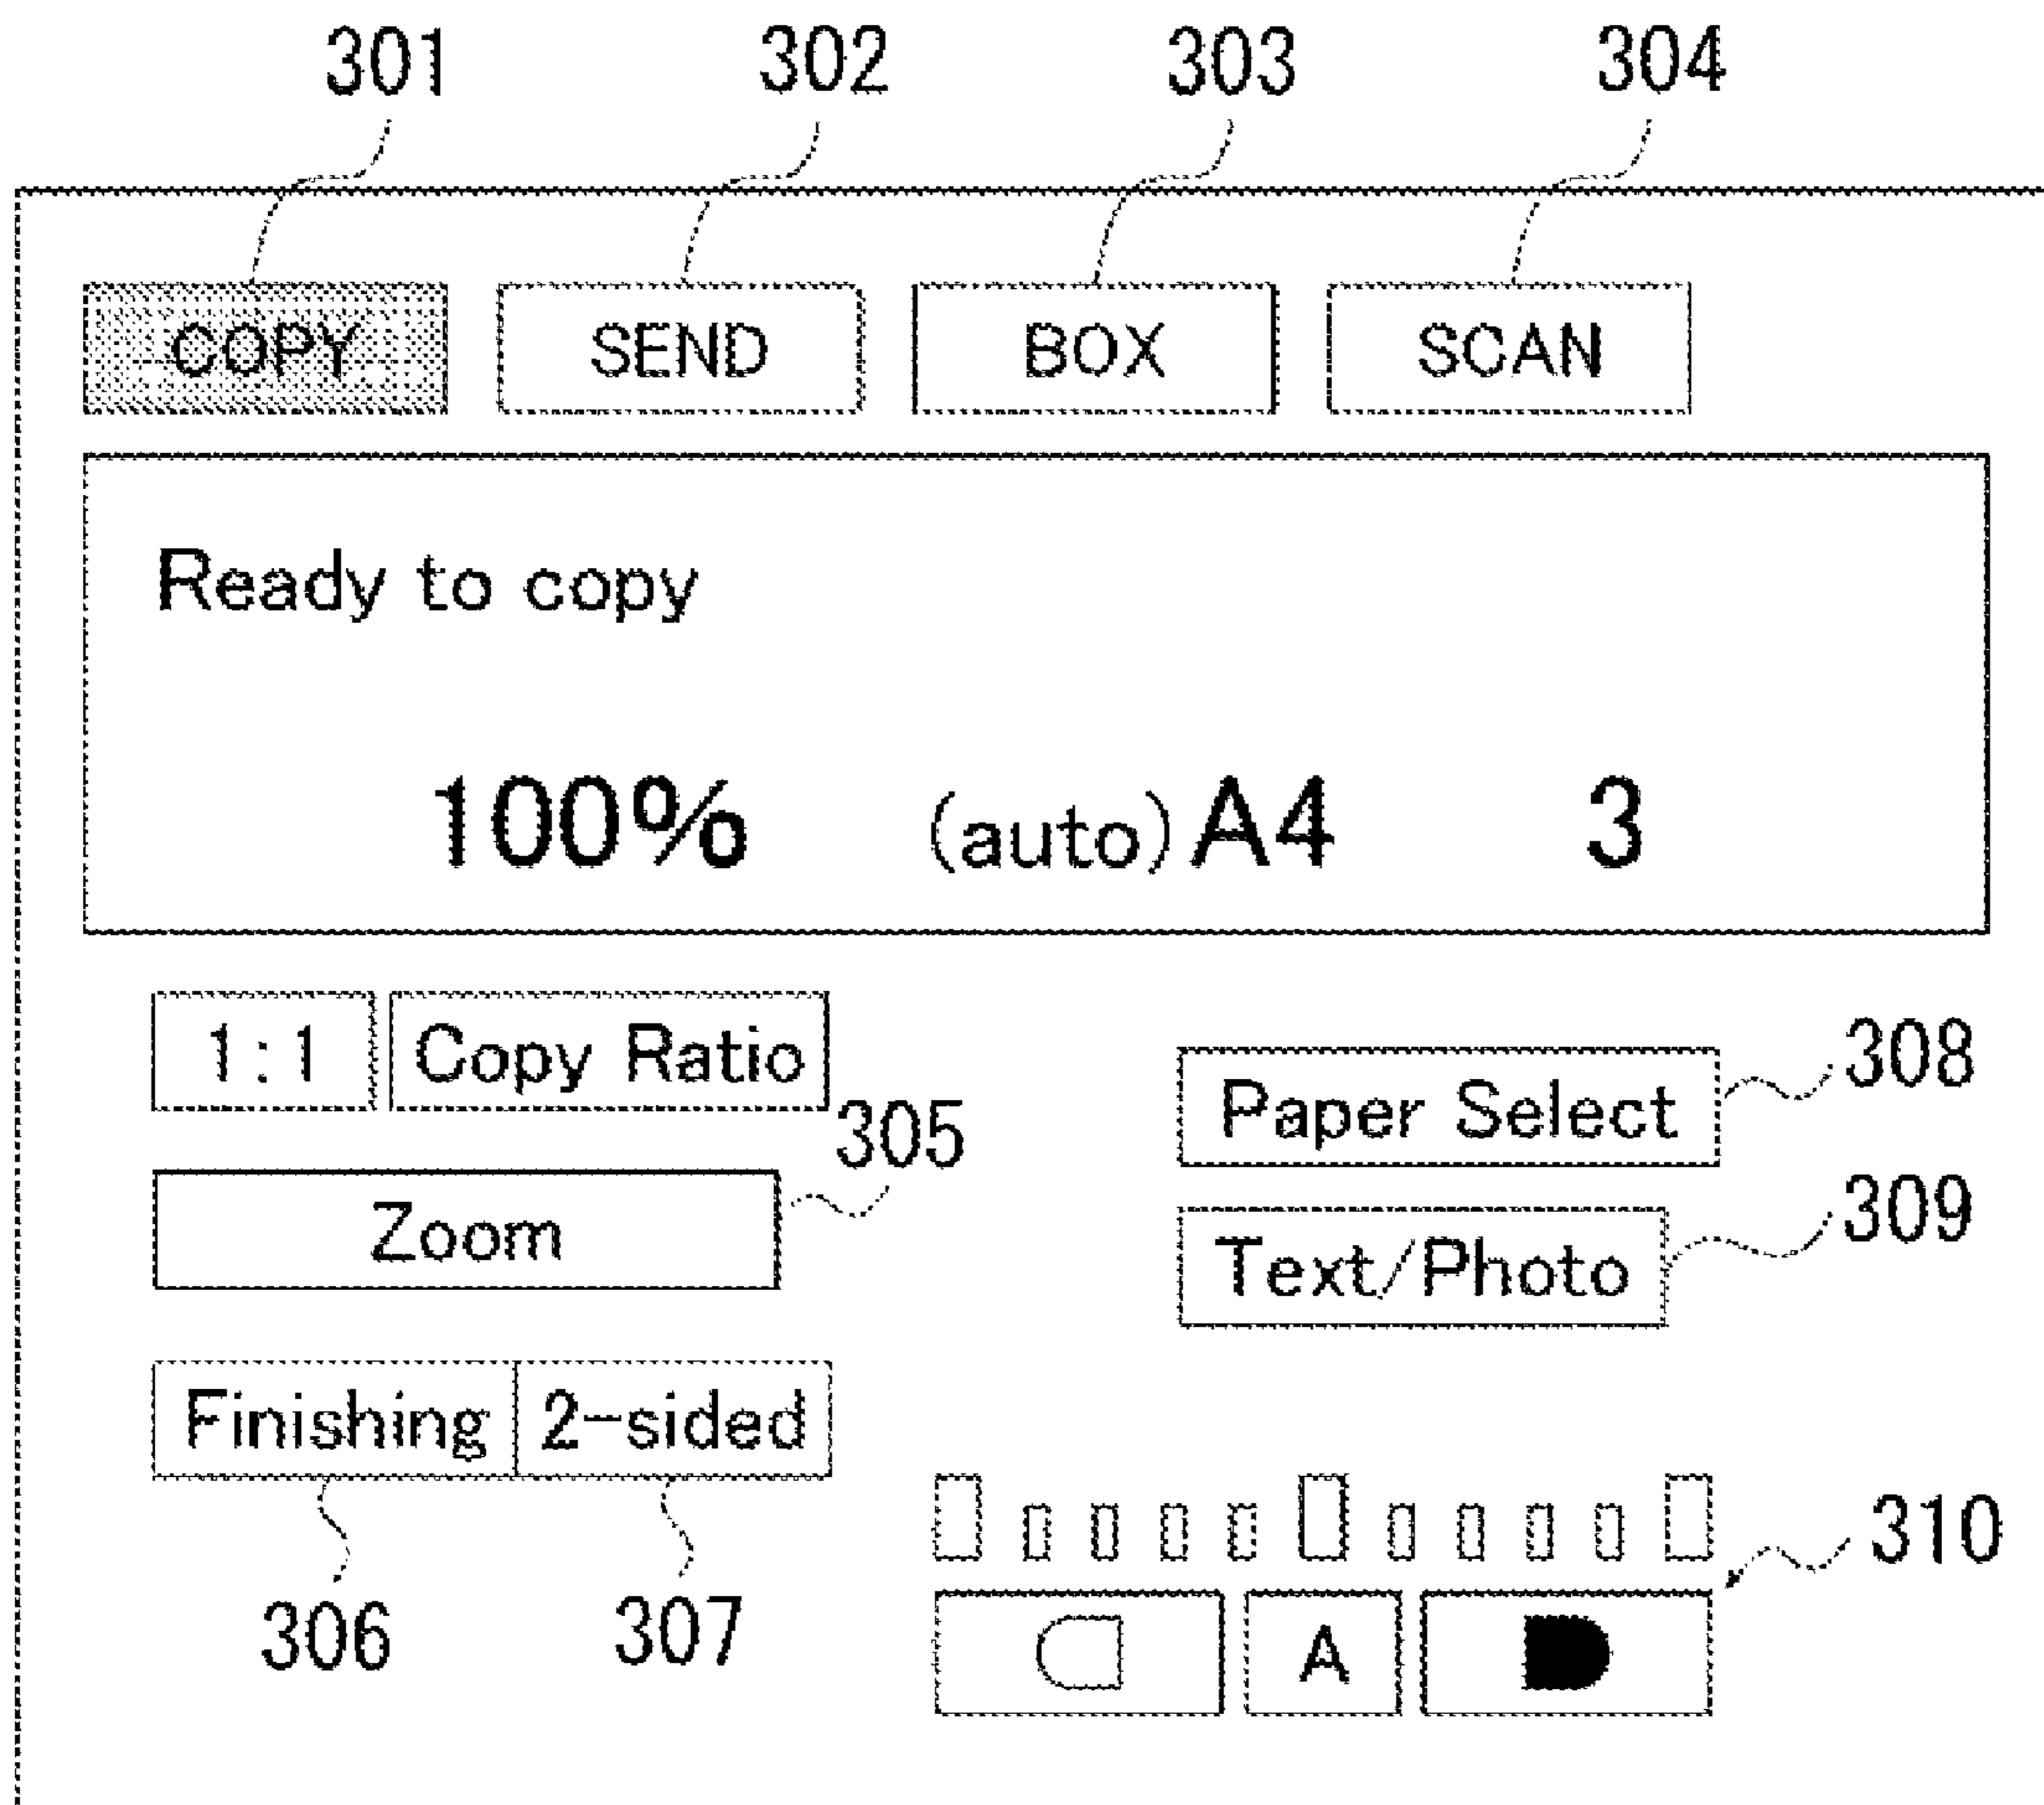 301 302 303 304
COPY SEND BOX SCAN
Ready to copy
100% (auto) A4 3
1:1 Copy Ratio
Paper Select 308
305
Zoom
Text/Photo 309
Finishing 2-sided
306 307
310
A